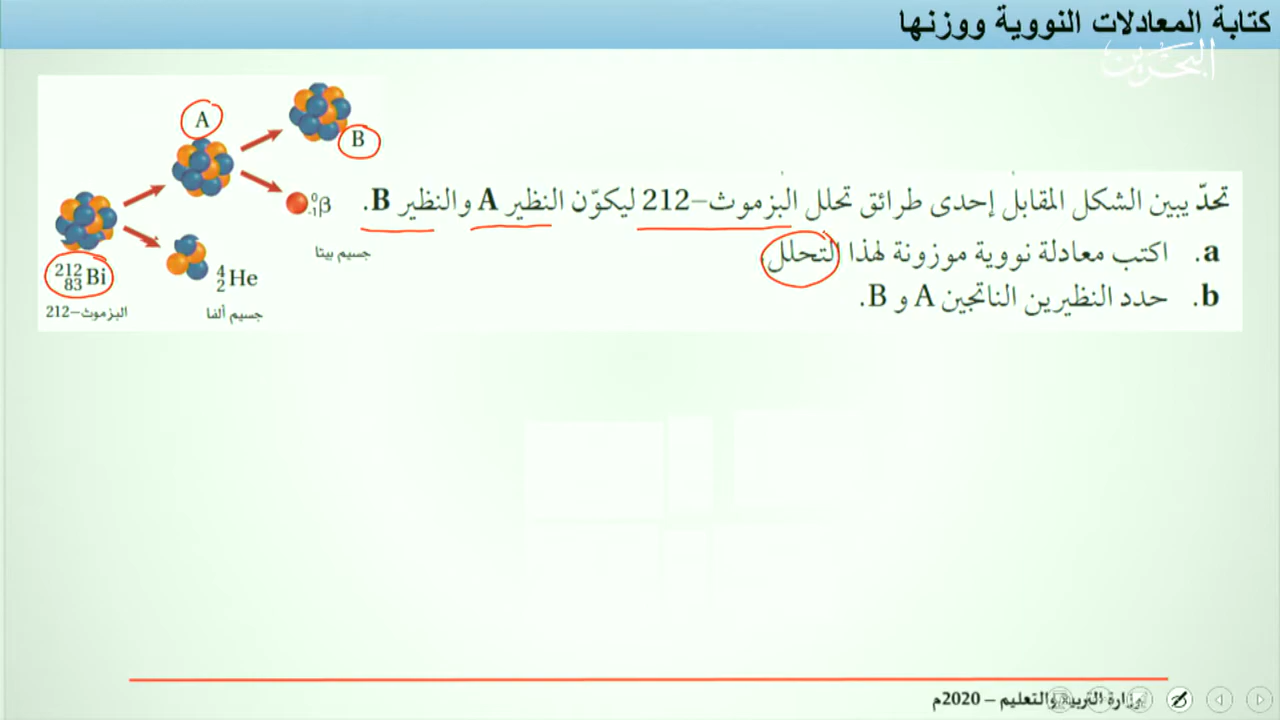 كتابة المعادلات النووية ووزنها
البحرين
A
B
⁰₋₁β
جسيم بيتا
²¹²₈₃Bi
البزموث–212
⁴₂He
جسيم ألفا
تحدّ يبين الشكل المقابل إحدى طرائق تحلل البزموث–212 ليكوّن النظير A والنظير B.
a. اكتب معادلة نووية موزونة لهذا التحلل.
b. حدد النظيرين الناتجين A و B.
وزارة التربية والتعليم – 2020م